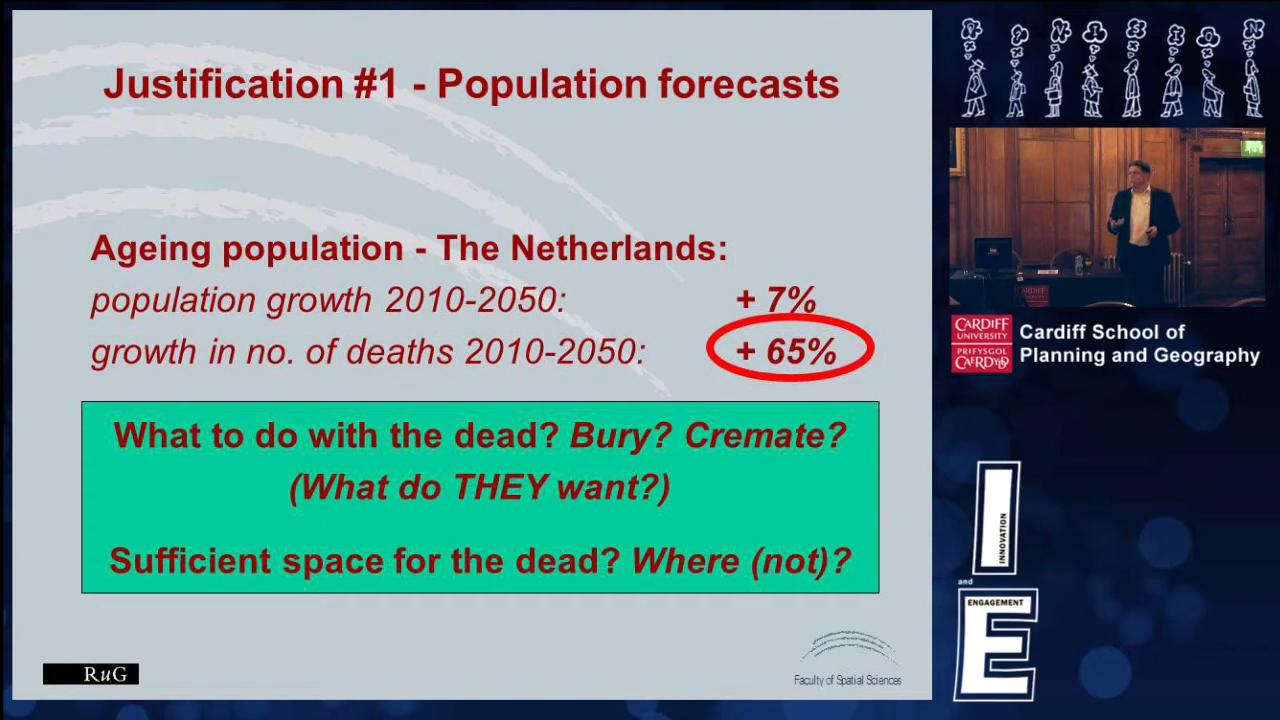 Justification #1 - Population forecasts
Ageing population - The Netherlands:
population growth 2010-2050: + 7%
growth in no. of deaths 2010-2050: + 65%
What to do with the dead? Bury? Cremate?
(What do THEY want?)
Sufficient space for the dead? Where (not)?
RuG
Faculty of Spatial Sciences
CARDIFF
UNIVERSITY
PRIFYSGOL
CAERDYDD
Cardiff School of
Planning and Geography
I
INNOVATION
and
ENGAGEMENT
E